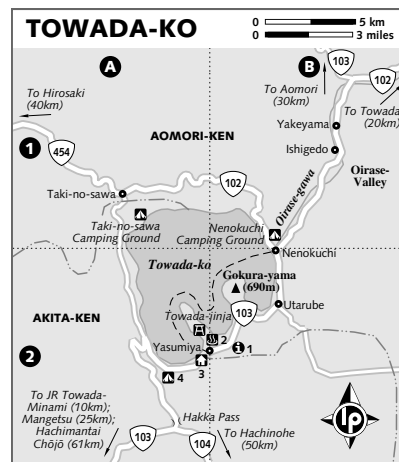 TOWADA-KO
0 5 km
0 3 miles
A
B
103
102
To Hirosaki
(40km)
To Aomori
(30km)
To Towada
(20km)
Yakeyama
AOMORI-KEN
1
454
Ishigedo
Oirase-
Valley
102
Taki-no-sawa
Oirase-gawa
Taki-no-sawa
Camping Ground
Nenokuchi
Camping Ground
Nenokuchi
Towada-ko
Gokura-yama
(690m)
Utarube
AKITA-KEN
Towada-jinja
103
2
2
Yasumiya
1
3
4
To JR Towada-
Minami (10km);
Mangetsu (25km);
Hachimantai
Chōjō (61km)
Hakka Pass
To Hachinohe
(50km)
103
104
lp